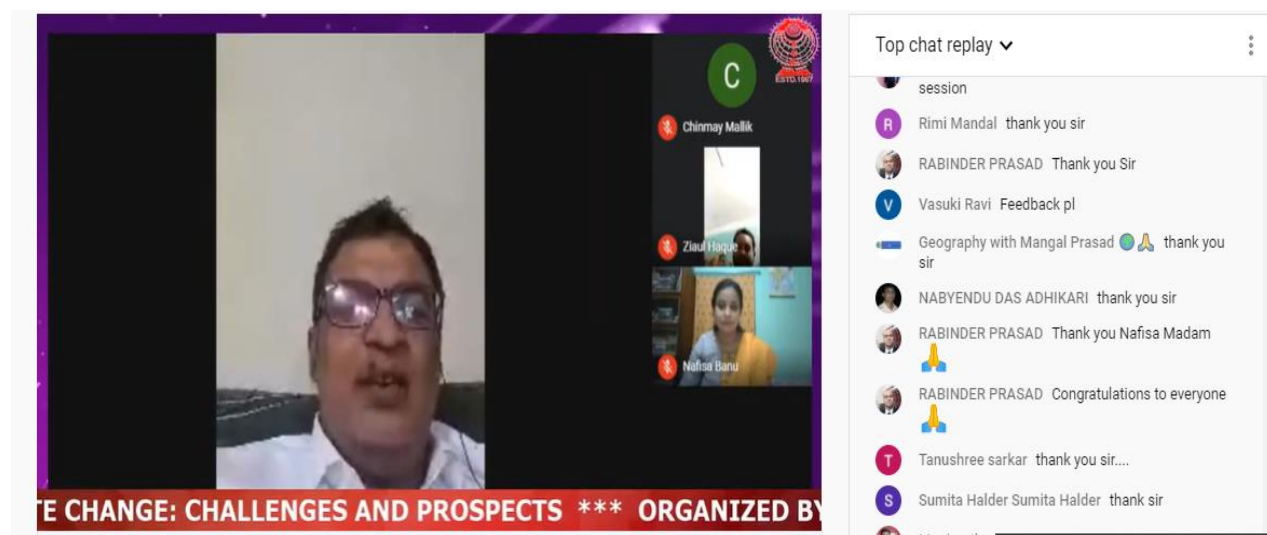 C
ESTD.1967
Chinmay Mallik
Ziaul Haque
Nafisa Banu
TE CHANGE: CHALLENGES AND PROSPECTS *** ORGANIZED BY
Top chat replay
session
R Rimi Mandal thank you sir
RABINDER PRASAD Thank you Sir
V Vasuki Ravi Feedback pl
Geography with Mangal Prasad 🌍🙏 thank you
sir
NABYENDU DAS ADHIKARI thank you sir
RABINDER PRASAD Thank you Nafisa Madam
🙏
RABINDER PRASAD Congratulations to everyone
🙏
T Tanushree sarkar thank you sir....
S Sumita Halder Sumita Halder thank sir